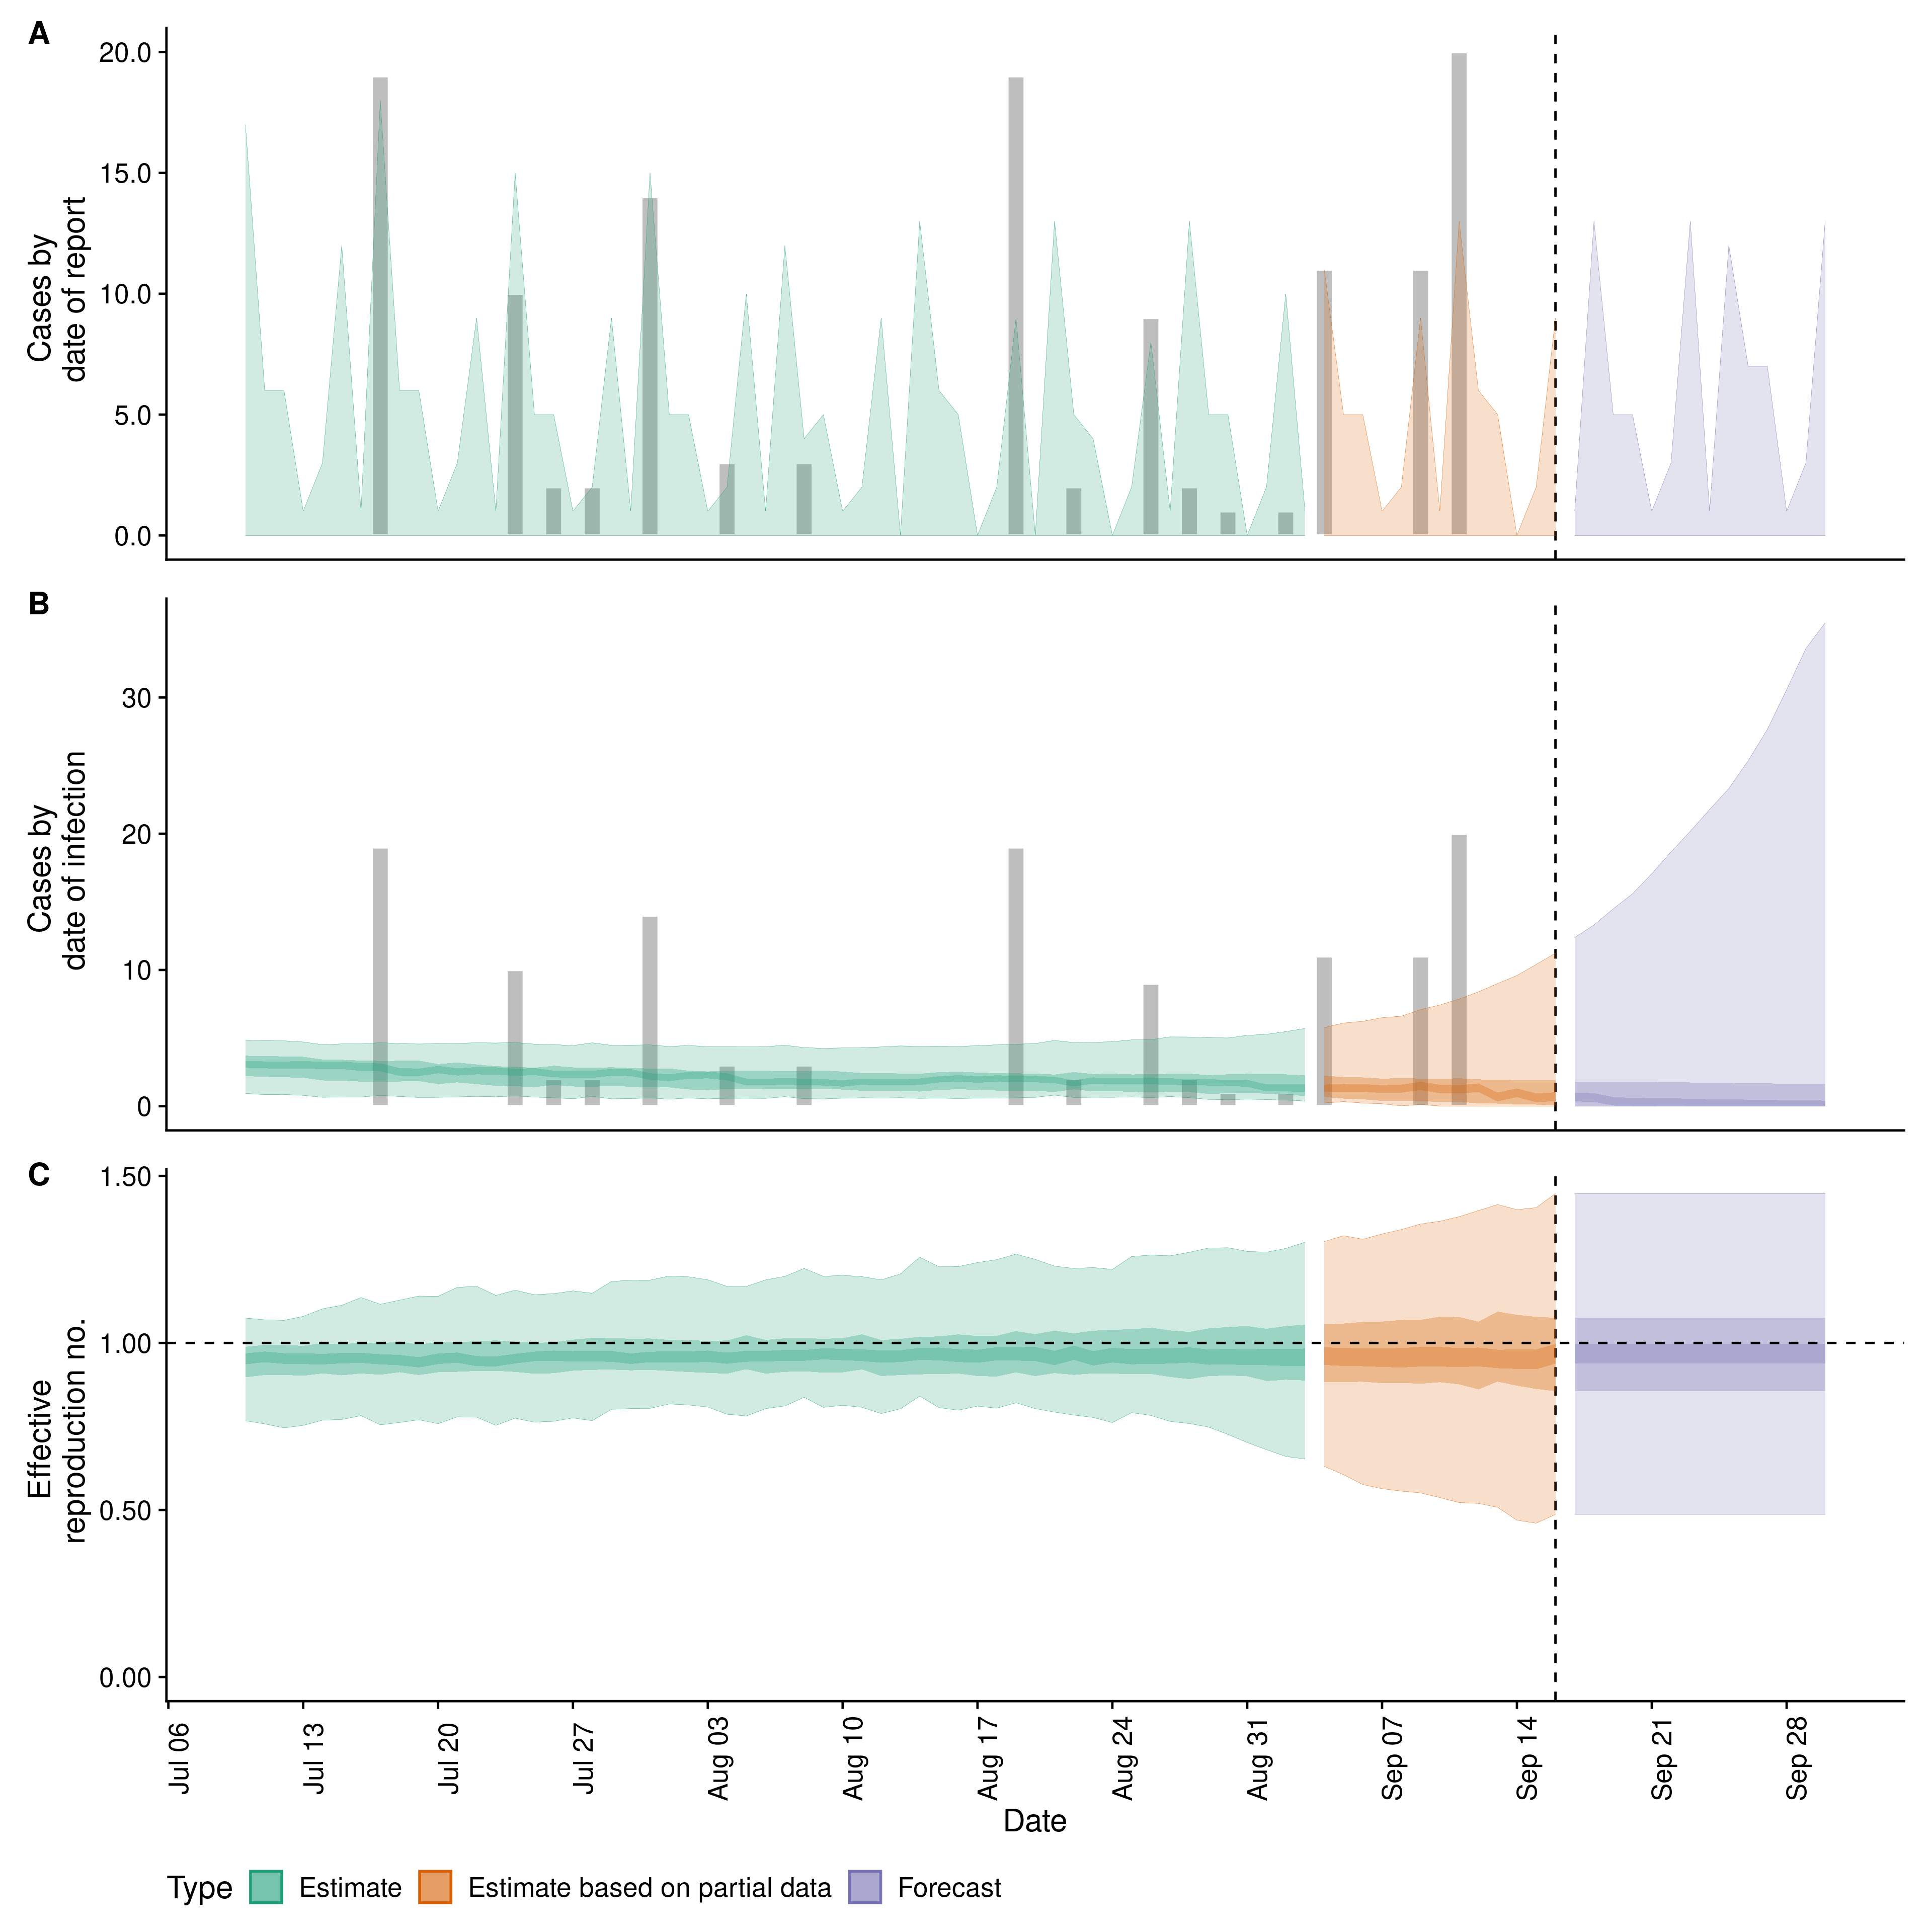 A
20.0
15.0
10.0
5.0
0.0
Cases by
date of report
B
30
20
10
0
Cases by
date of infection
C
1.50
1.00
0.50
0.00
Effective
reproduction no.
Jul 06
Jul 13
Jul 20
Jul 27
Aug 03
Aug 10
Aug 17
Aug 24
Aug 31
Sep 07
Sep 14
Sep 21
Sep 28
Date
Type Estimate Estimate based on partial data Forecast